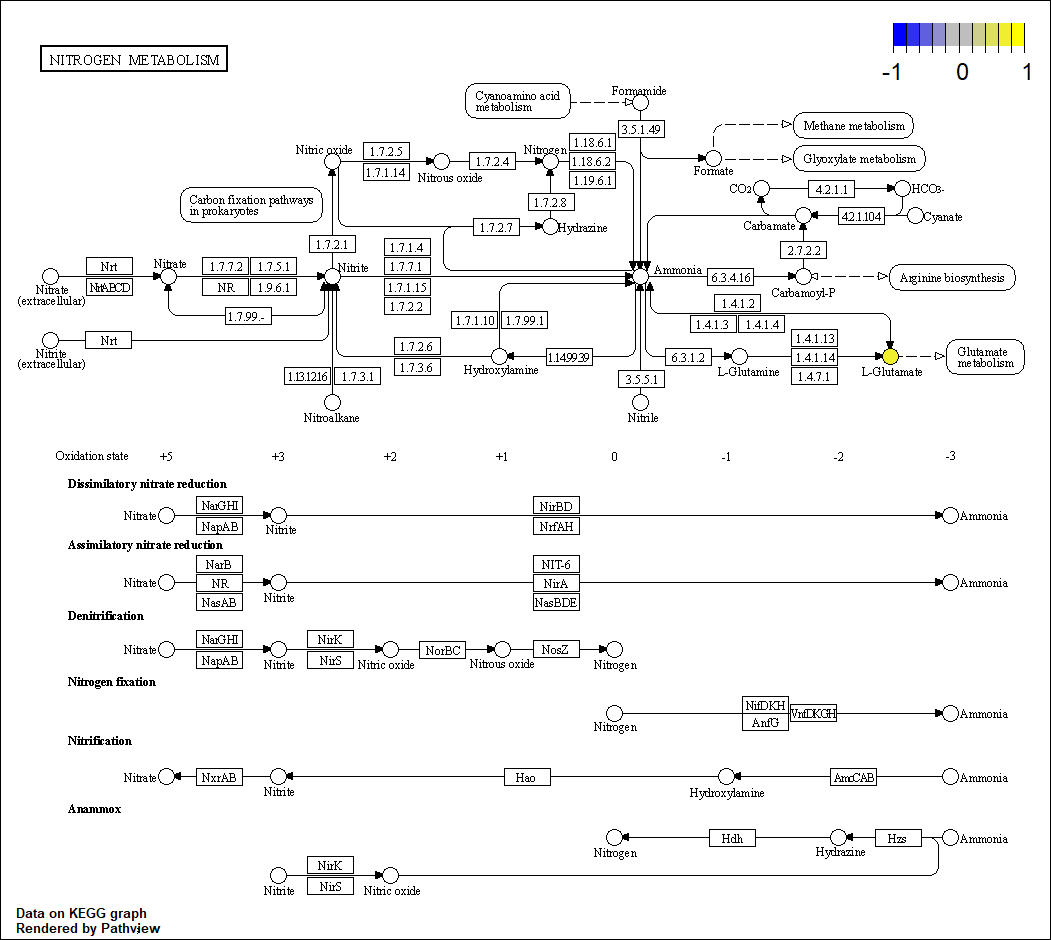 NITROGEN METABOLISM
-1 0 1
Cyanoamino acid
metabolism
Formamide
3.5.1.49
Methane metabolism
Glyoxylate metabolism
Formate
Nitric oxide
1.7.2.5
1.7.1.14
Nitrous oxide
1.7.2.4
Nitrogen
1.18.6.1
1.18.6.2
1.19.6.1
CO2
4.2.1.1
HCO3-
Carbon fixation pathways
in prokaryotes
1.7.2.8
1.7.2.7
Hydrazine
Carbamate
4.2.1.104
Cyanate
1.7.2.1
2.7.2.2
Nrt
NrtABCD
Nitrate
(extracellular)
Nitrate
1.7.7.2
1.7.5.1
NR
1.9.6.1
Nitrite
1.7.1.4
1.7.7.1
1.7.1.15
1.7.2.2
Ammonia
6.3.4.16
Carbamoyl-P
Arginine biosynthesis
1.7.99.-
1.7.1.10
1.7.99.1
1.4.1.2
1.4.1.3
1.4.1.4
Nrt
Nitrite
(extracellular)
1.7.2.6
1.7.3.6
Hydroxylamine
1.14.99.39
6.3.1.2
L-Glutamine
1.4.1.13
1.4.1.14
1.4.7.1
L-Glutamate
Glutamate
metabolism
1.13.12.16
1.7.3.1
3.5.5.1
Nitroalkane
Nitrile
Oxidation state +5 +3 +2 +1 0 -1 -2 -3
Dissimilatory nitrate reduction
NarGHI
NirBD
Nitrate
Nitrite
Ammonia
NapAB
NrfAH
Assimilatory nitrate reduction
NarB
NIT-6
Nitrate
NR
Nitrite
NirA
Ammonia
NasAB
NasBDE
Denitrification
NarGHI
NirK
Nitrate
Nitrite
Nitric oxide
NorBC
Nitrous oxide
NosZ
Nitrogen
NapAB
NirS
Nitrogen fixation
Nitrogen
NifDKH
AnfG
VnfDKGH
Ammonia
Nitrification
Nitrate
NxrAB
Nitrite
Hao
Hydroxylamine
AmoCAB
Ammonia
Anammox
Nitrogen
Hdh
Hydrazine
Hzs
Ammonia
NirK
Nitrite
NirS
Nitric oxide
Data on KEGG graph
Rendered by Pathview